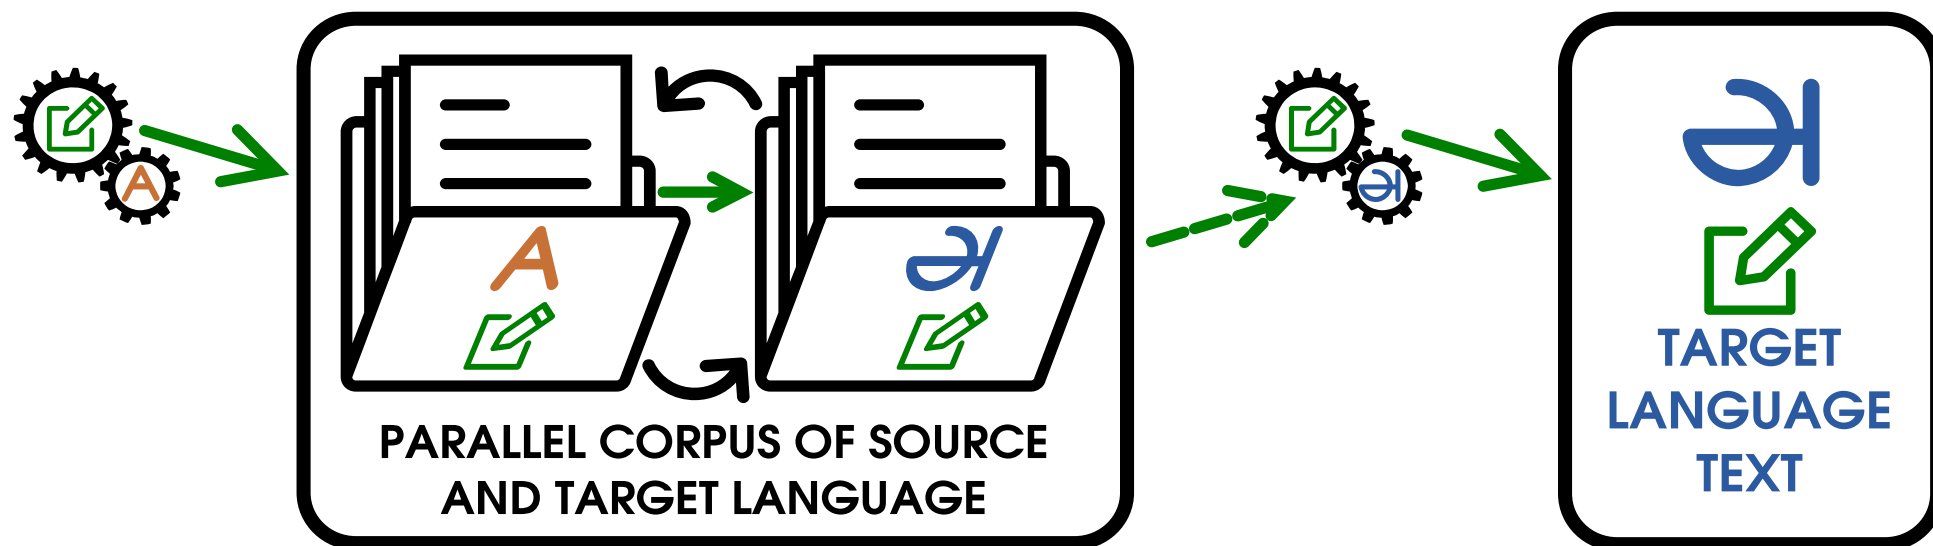 A
A
PARALLEL CORPUS OF SOURCE
AND TARGET LANGUAGE
TARGET
LANGUAGE
TEXT